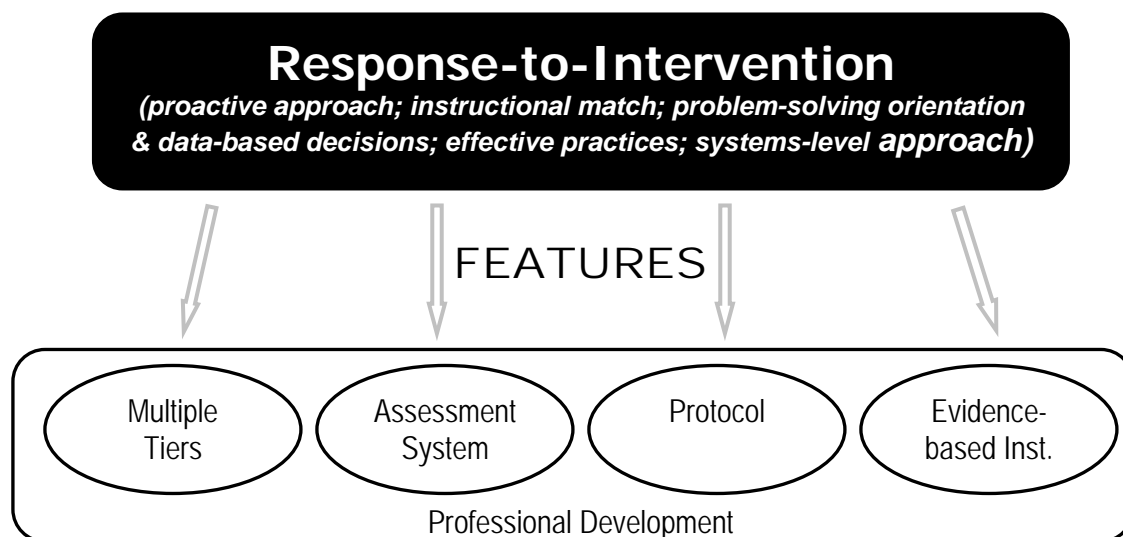 Response-to-Intervention
(proactive approach; instructional match; problem-solving orientation
& data-based decisions; effective practices; systems-level approach)
FEATURES
Multiple
Tiers
Assessment
System
Protocol
Evidence-
based Inst.
Professional Development